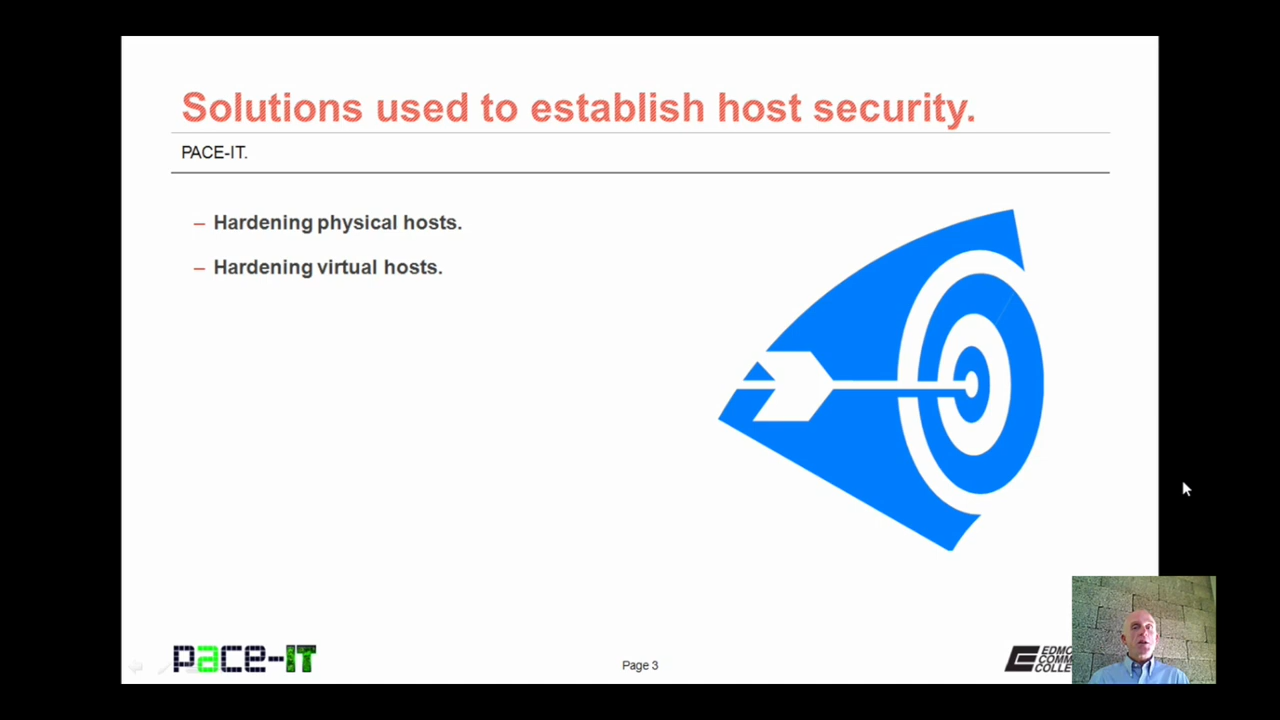 Solutions used to establish host security.
PACE-IT.
– Hardening physical hosts.
– Hardening virtual hosts.
pace-IT
Page 3